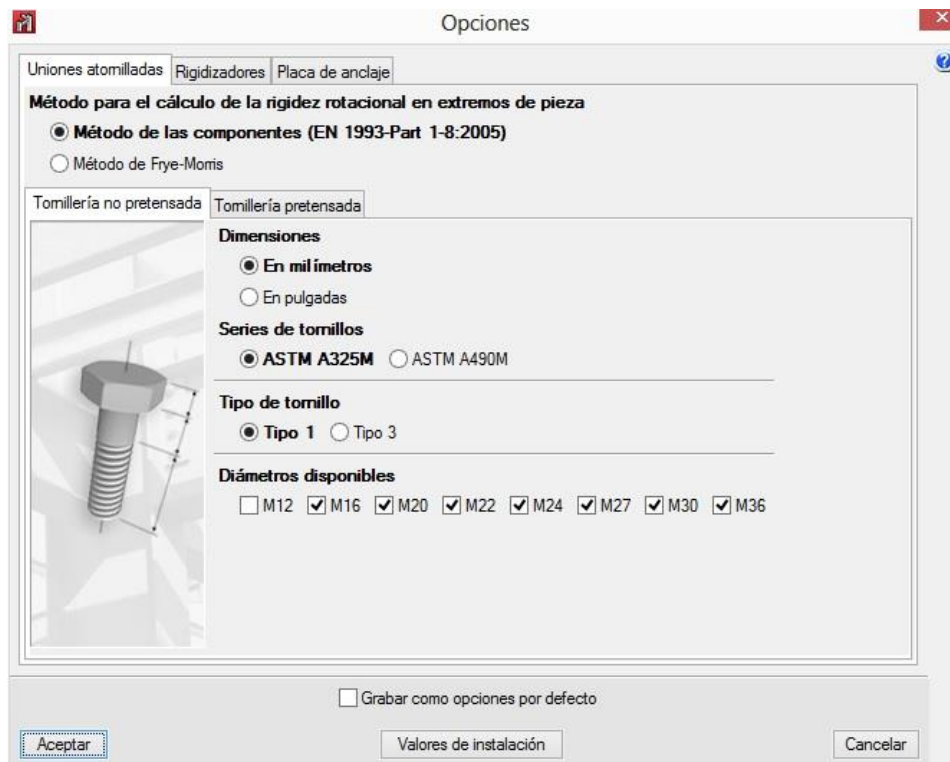 Opciones
Uniones atornilladas Rigidizadores Placa de anclaje
Método para el cálculo de la rigidez rotacional en extremos de pieza
Método de las componentes (EN 1993-Part 1-8:2005)
Método de Frye-Morris
Tornillería no pretensada Tornillería pretensada
Dimensiones
En milímetros
En pulgadas
Series de tornillos
ASTM A325M ASTM A490M
Tipo de tornillo
Tipo 1 Tipo 3
Diámetros disponibles
M12 M16 M20 M22 M24 M27 M30 M36
Grabar como opciones por defecto
Aceptar Valores de instalación Cancelar